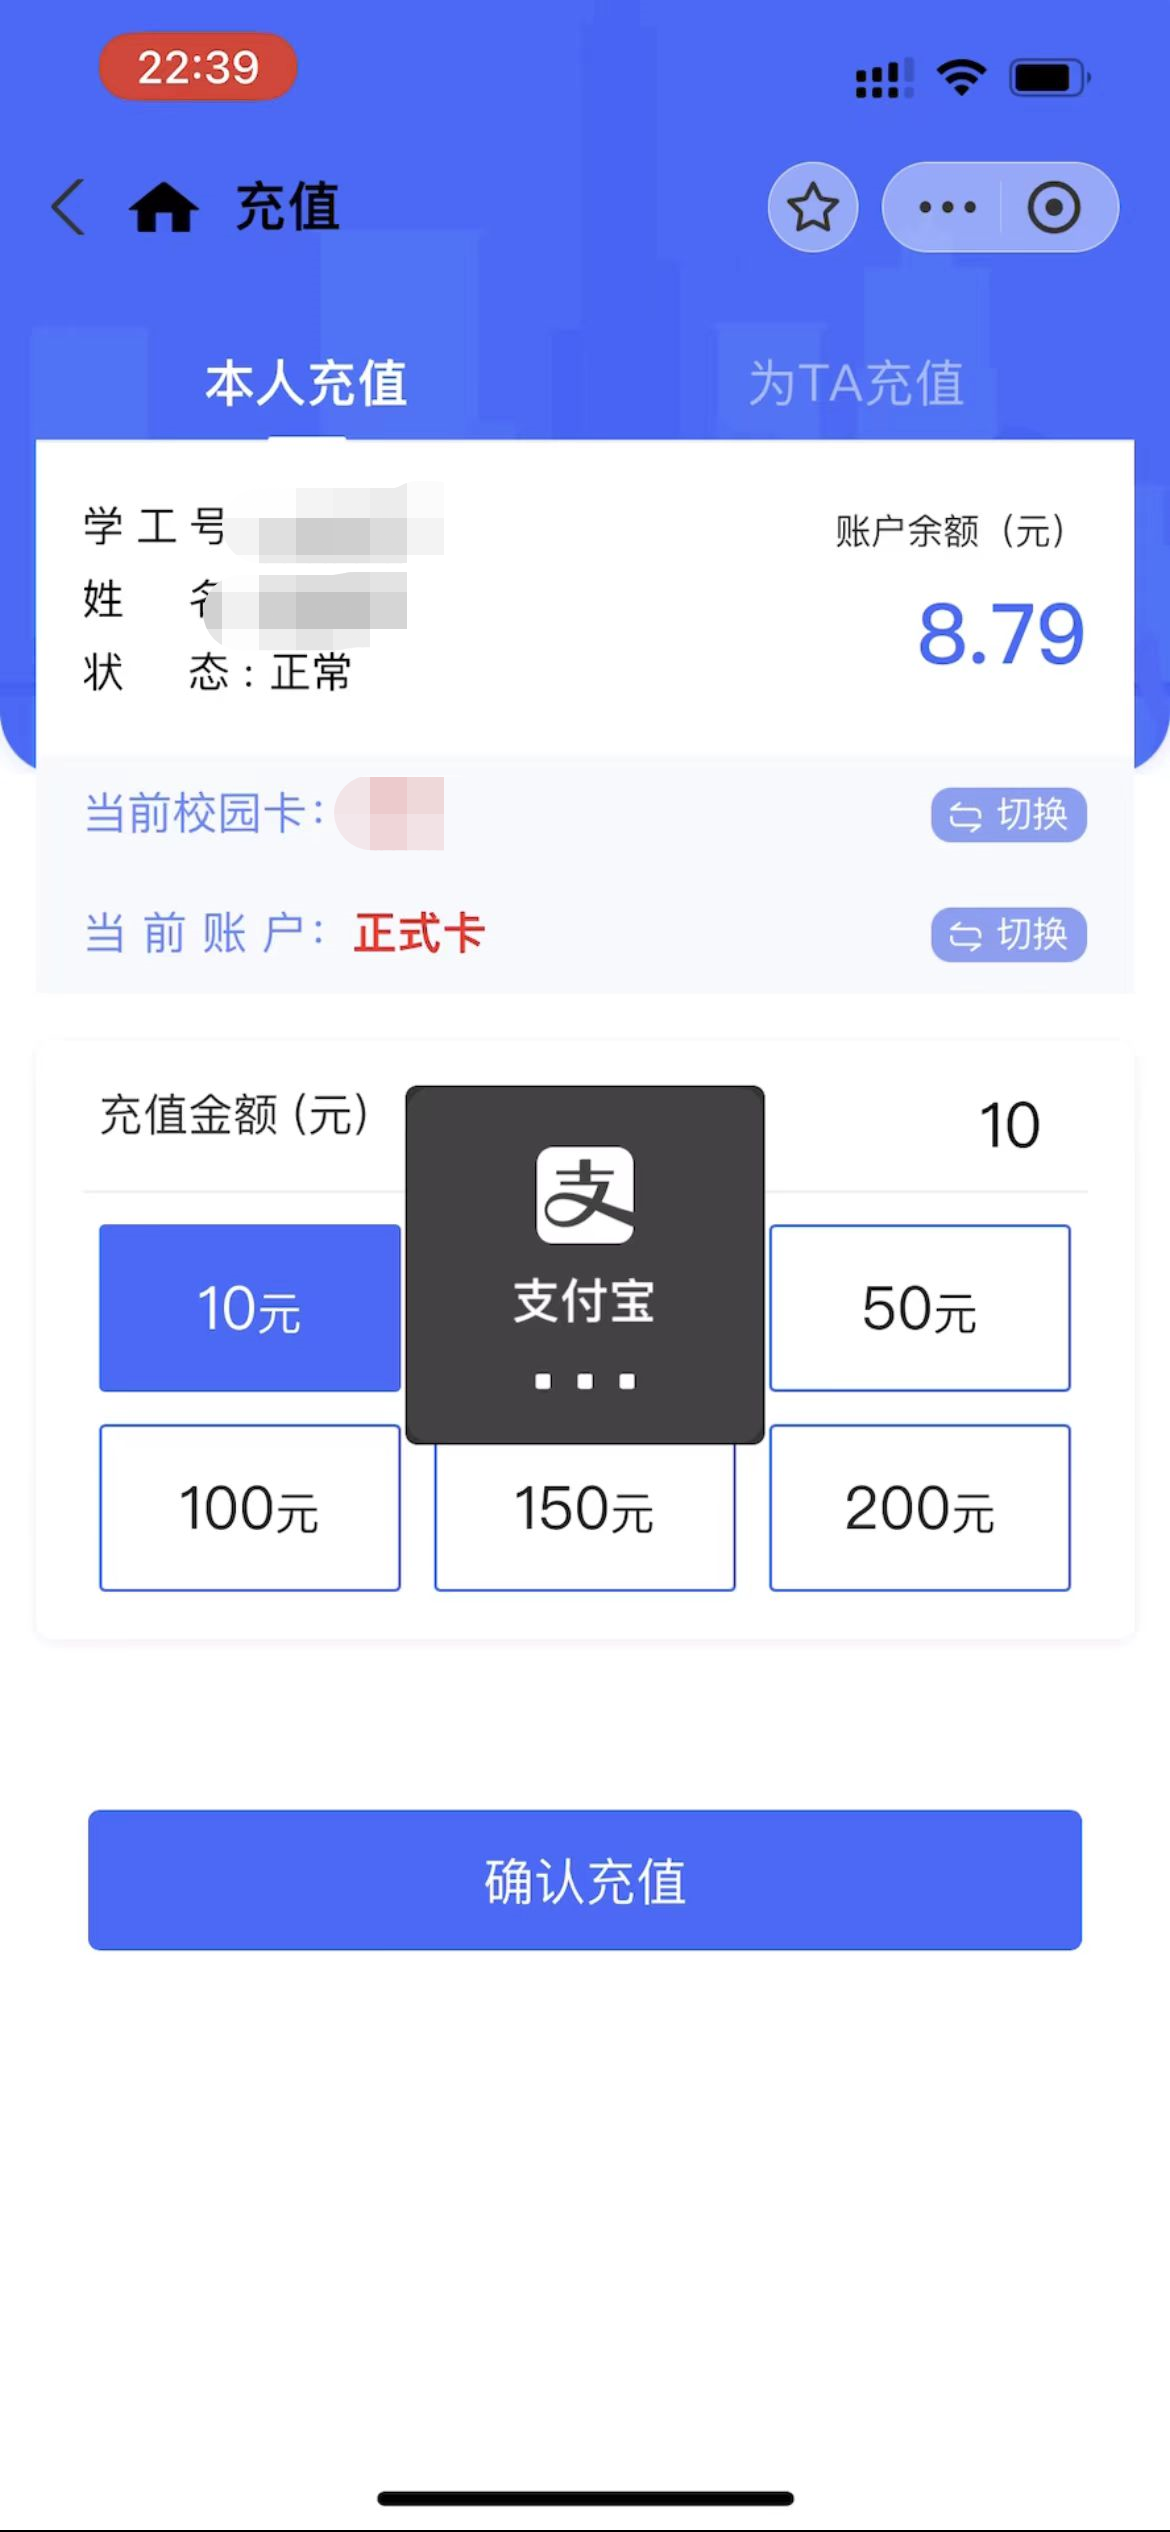 22:39
充值
本人充值
为TA充值
学工号
账户余额（元）
姓
8.79
状 态：正常
当前校园卡：
切换
当前账户：正式卡
切换
充值金额(元)
10
支付宝
10元
50元
100元
150元
200元
确认充值